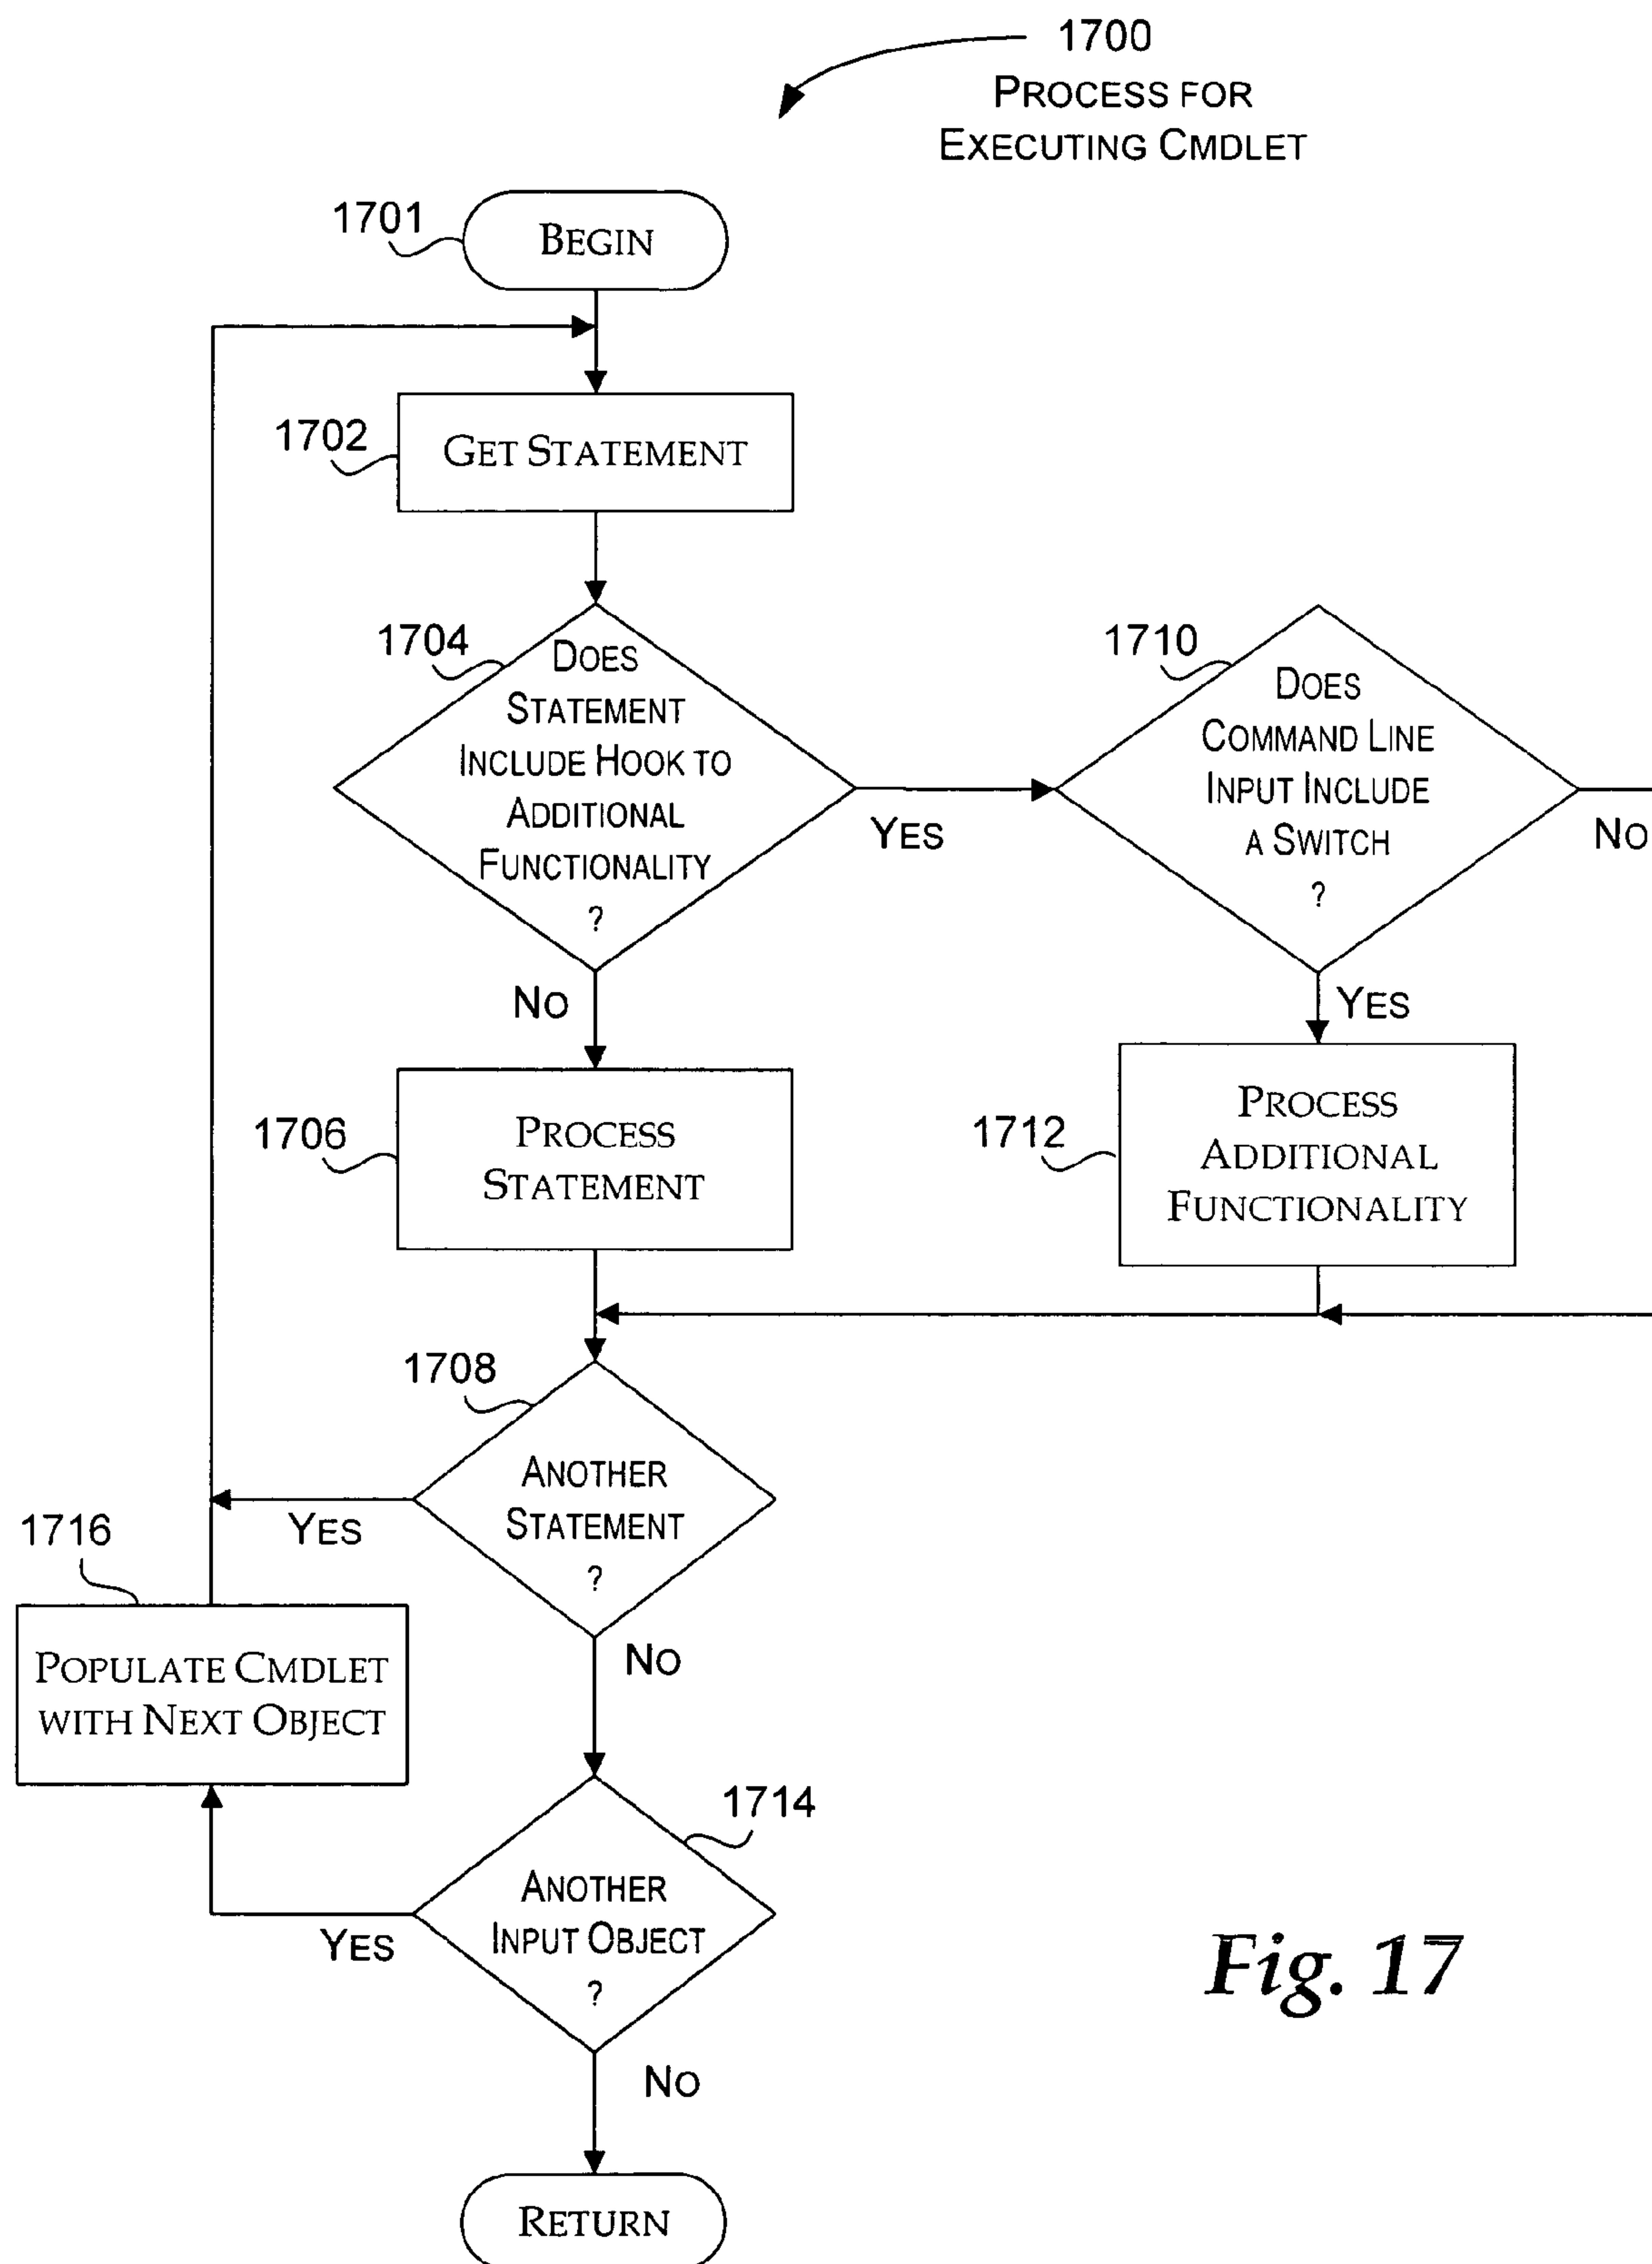 1700
PROCESS FOR
EXECUTING CMDLET
1701
BEGIN
1702
GET STATEMENT
1704
DOES
STATEMENT
INCLUDE HOOK TO
ADDITIONAL
FUNCTIONALITY
?
YES
NO
1710
DOES
COMMAND LINE
INPUT INCLUDE
A SWITCH
?
NO
YES
1706
PROCESS
STATEMENT
1712
PROCESS
ADDITIONAL
FUNCTIONALITY
1708
ANOTHER
STATEMENT
?
YES
NO
1716
POPULATE CMDLET
WITH NEXT OBJECT
1714
ANOTHER
INPUT OBJECT
?
YES
NO
RETURN
Fig. 17